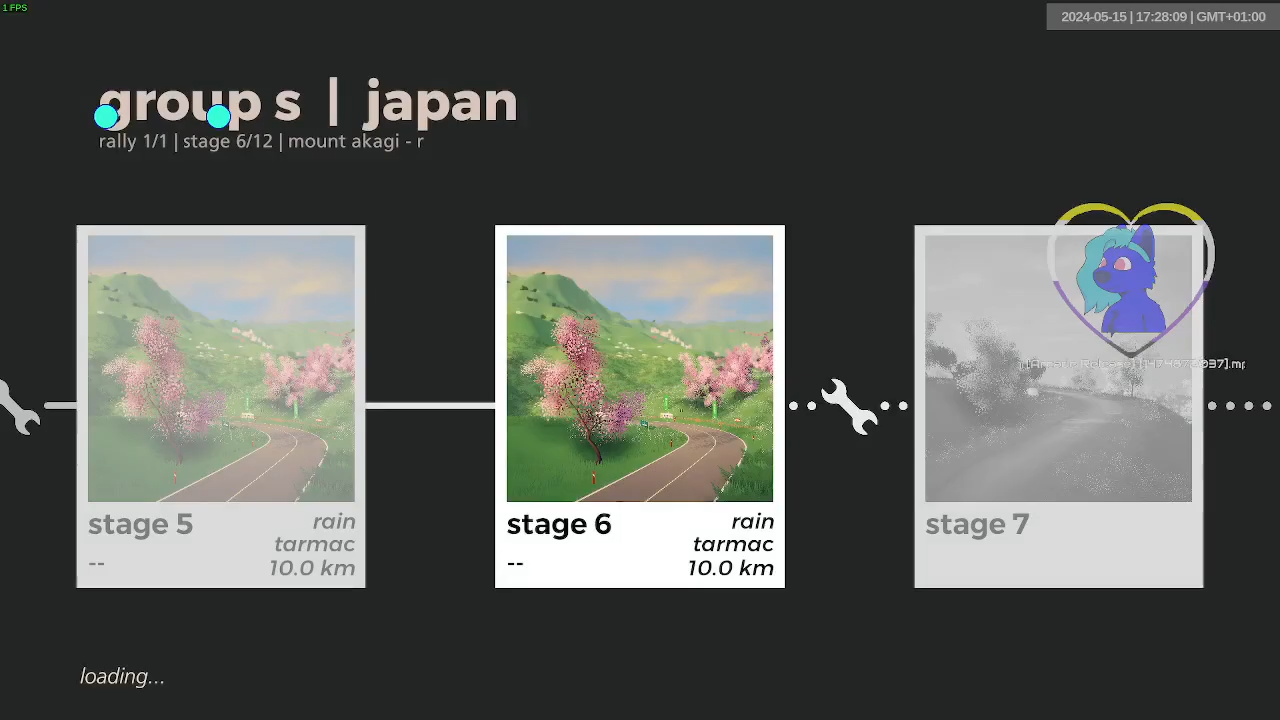 1 FPS
2024-05-15 | 17:28:09 | GMT+01:00
group s | japan
rally 1/1 | stage 6/12 | mount akagi - r
stage 5
rain
tarmac
--
10.0 km
stage 6
rain
tarmac
--
10.0 km
stage 7
loading...